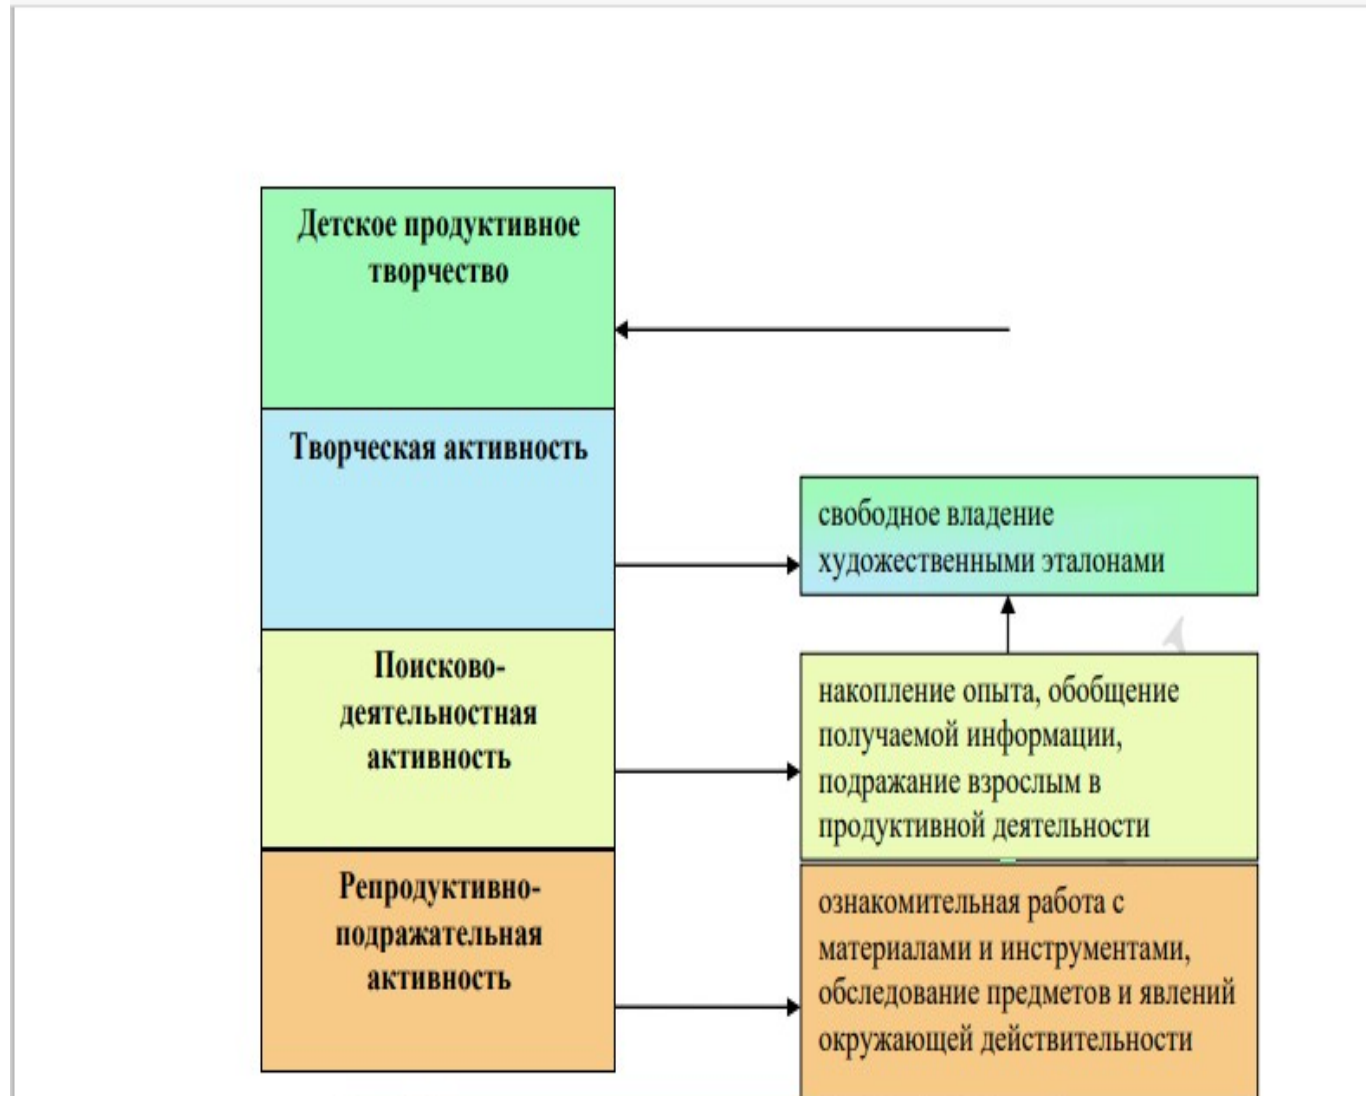 Детское продуктивное
творчество
Творческая активность
свободное владение
художественными эталонами
Поисково-
деятельностная
активность
накопление опыта, обобщение
получаемой информации,
подражание взрослым в
продуктивной деятельности
Репродуктивно-
подражательная
активность
ознакомительная работа с
материалами и инструментами,
обследование предметов и явлений
окружающей действительности